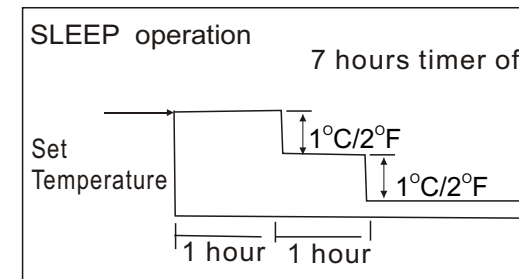 SLEEP operation
7 hours timer of
1°C/2°F
Set
Temperature
1°C/2°F
1 hour
1 hour